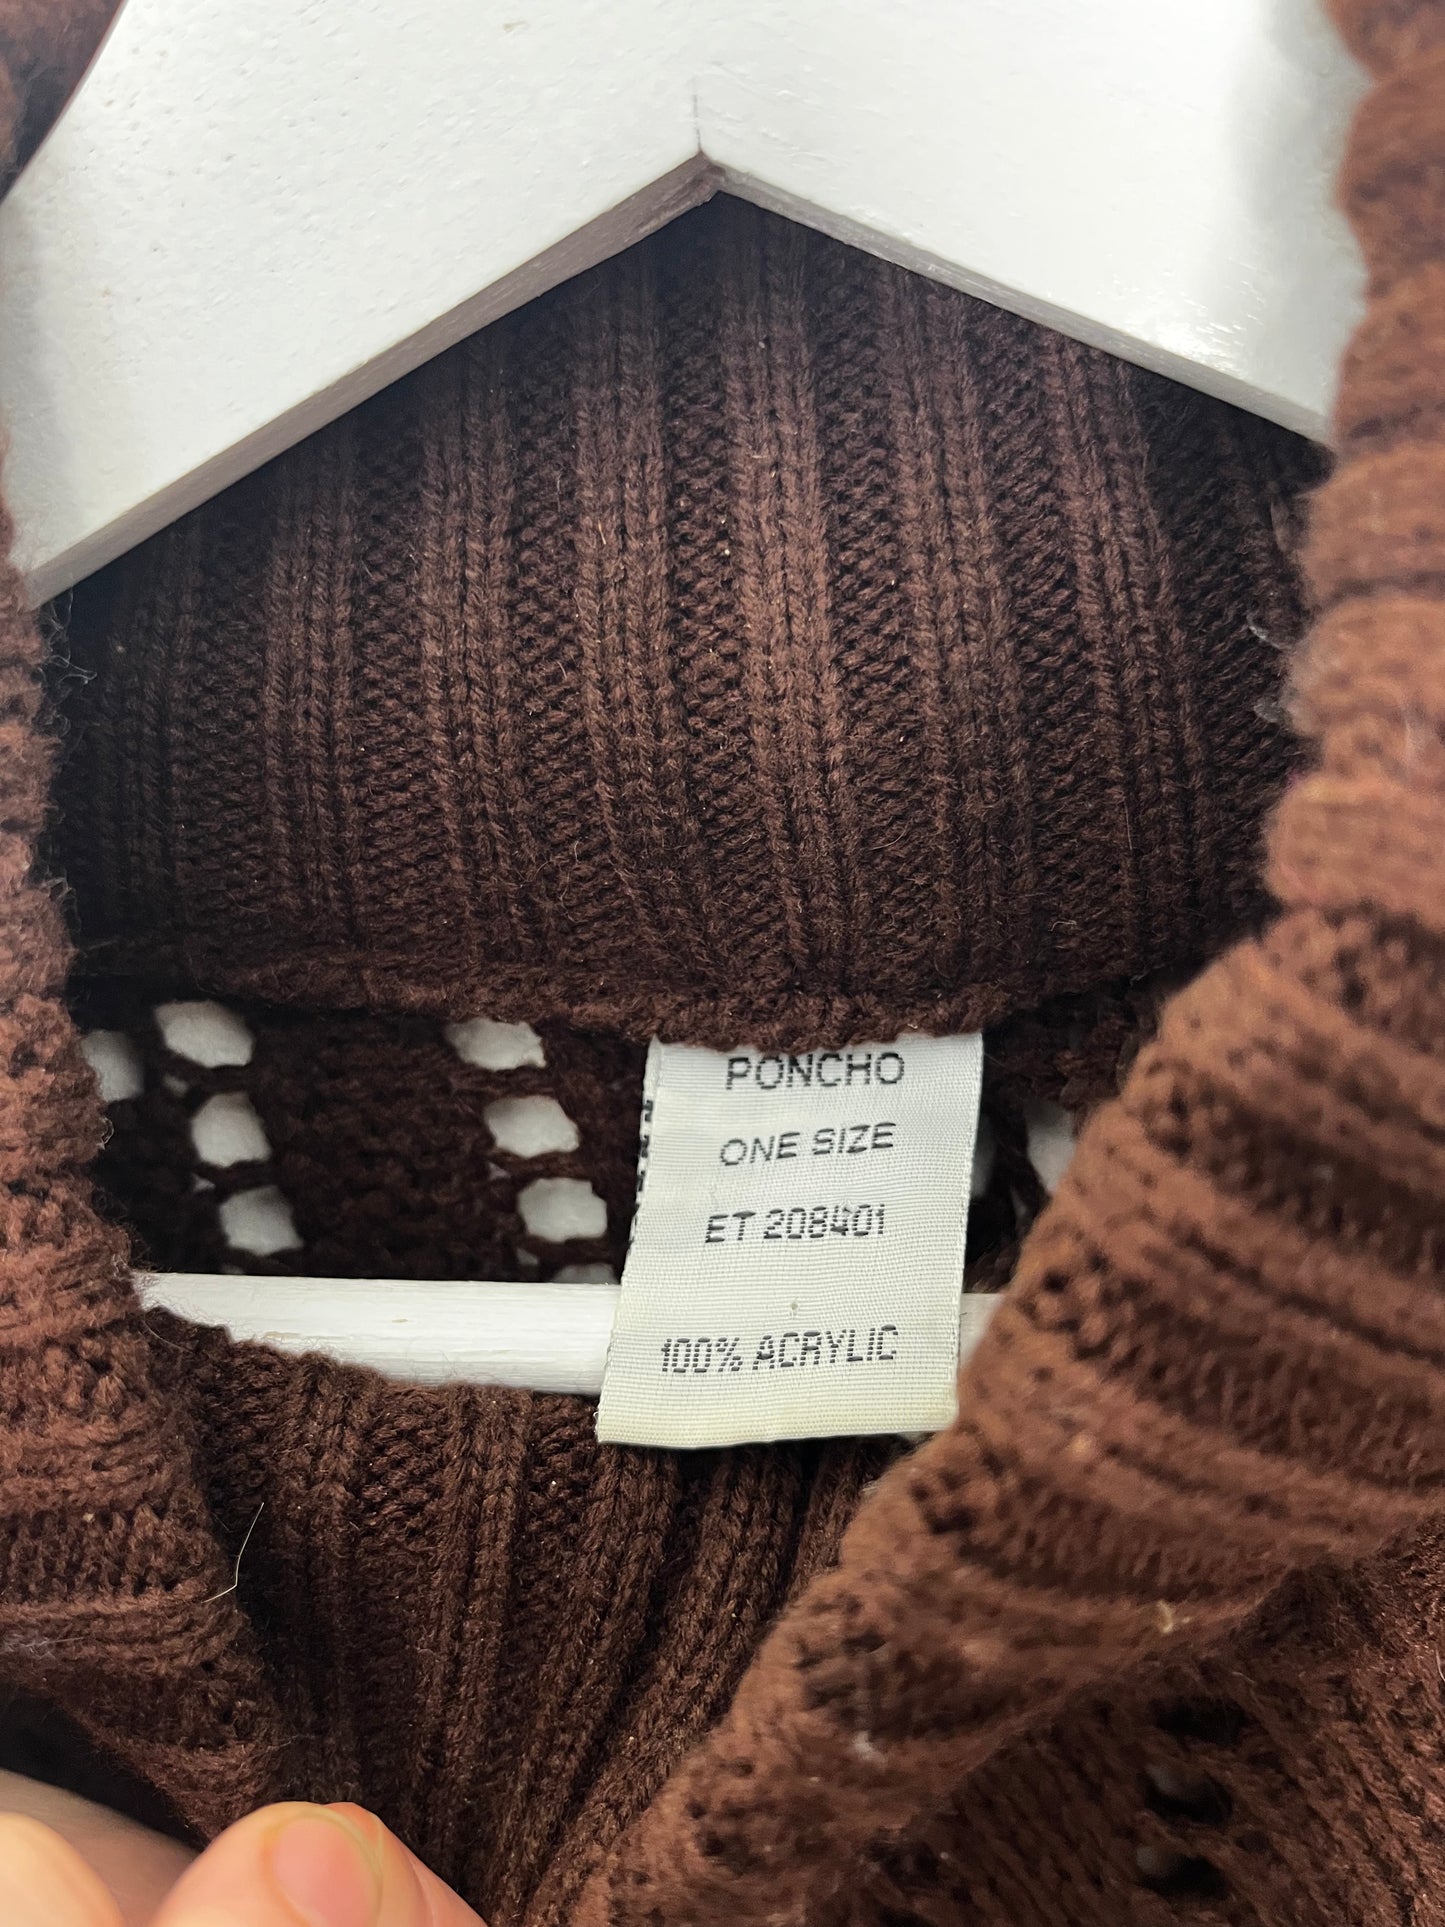 PONCHO
ONE SIZE
ET 208401
100% ACRYLIC